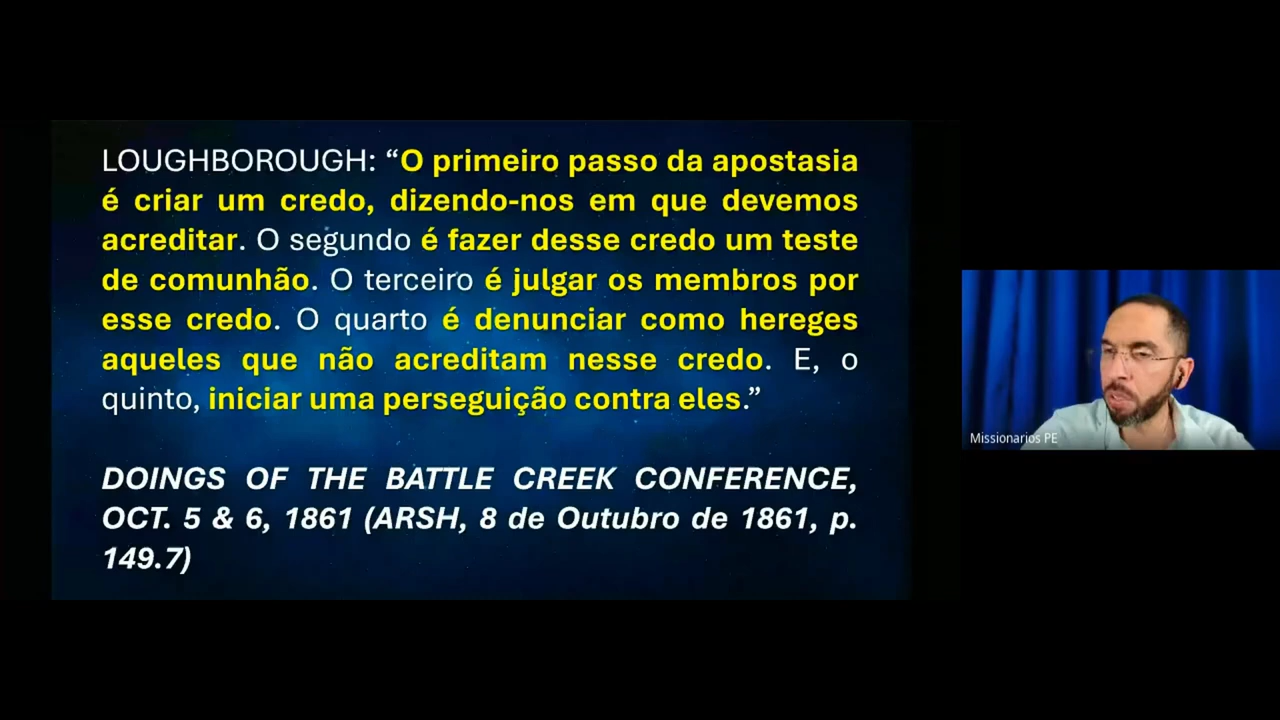 LOUGHBOROUGH: “O primeiro passo da apostasia
é criar um credo, dizendo-nos em que devemos
acreditar. O segundo é fazer desse credo um teste
de comunhão. O terceiro é julgar os membros por
esse credo. O quarto é denunciar como hereges
aqueles que não acreditam nesse credo. E, o
quinto, iniciar uma perseguição contra eles.”
DOINGS OF THE BATTLE CREEK CONFERENCE,
OCT. 5 & 6, 1861 (ARSH, 8 de Outubro de 1861, p.
149.7)
Missionarios PE